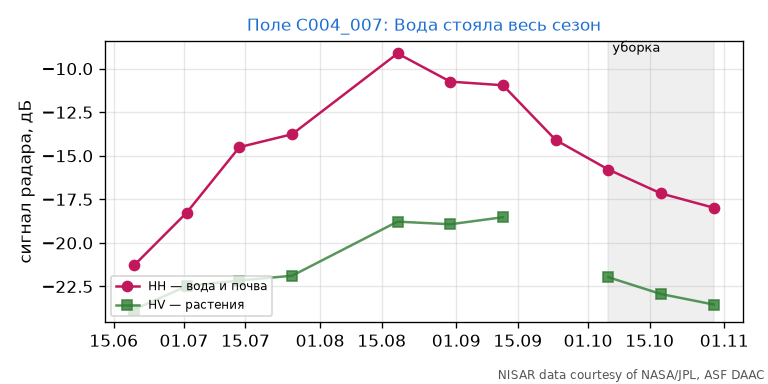 Поле C004_007: Вода стояла весь сезон
уборка
−10.0
−12.5
−15.0
−17.5
−20.0
−22.5
сигнал радара, дБ
HH — вода и почва
HV — растения
15.06 01.07 15.07 01.08 15.08 01.09 15.09 01.10 15.10 01.11
NISAR data courtesy of NASA/JPL, ASF DAAC